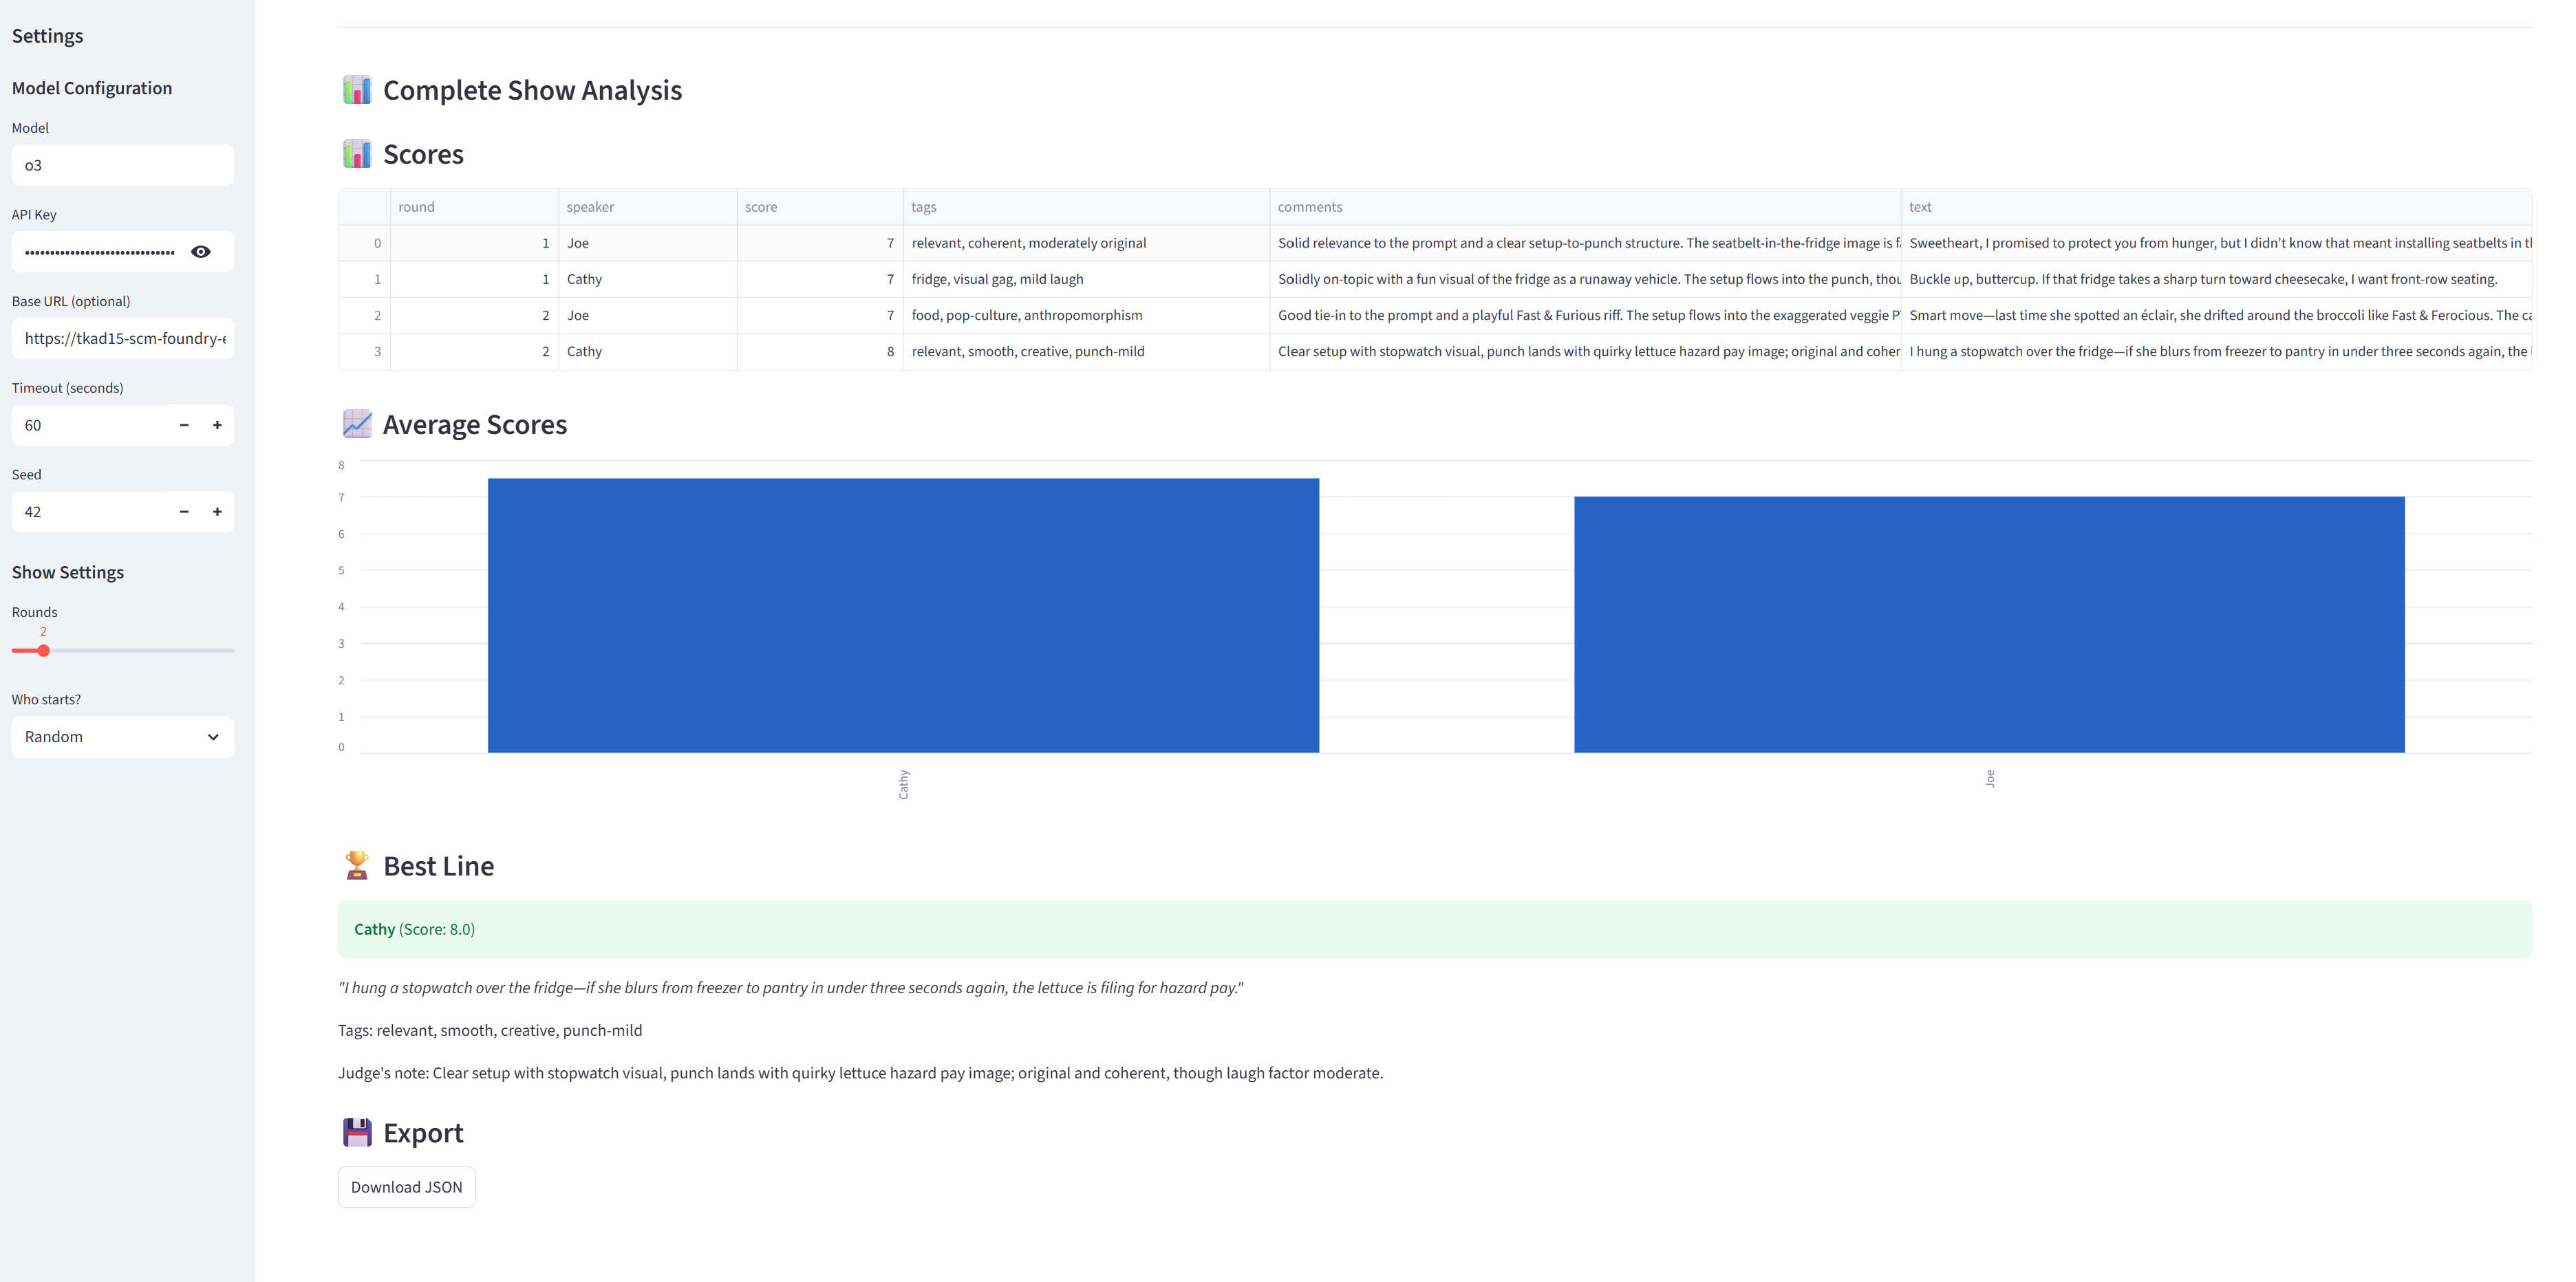 Settings
Model Configuration
Model
o3
API Key
Base URL (optional)
https://tkad15-scm-foundry-
Timeout (seconds)
60
Seed
42
Show Settings
Rounds
2
Who starts?
Random
Complete Show Analysis
Scores
round speaker score tags comments text
0 1 Joe 7 relevant, coherent, moderately original Solid relevance to the prompt and a clear setup-to-punch structure. The seatbelt-in-the-fridge image is Sweetheart, I promised to protect you from hunger, but I didn't know that meant installing seatbelts in
1 1 Cathy 7 fridge, visual gag, mild laugh Solidly on-topic with a fun visual of the fridge as a runaway vehicle. The setup flows into the punch, Buckle up, buttercup. If that fridge takes a sharp turn toward cheesecake, I want front-row seating.
2 2 Joe 7 food, pop-culture, anthropomorphism Good tie-in to the prompt and a playful Fast & Furious riff. The setup flows into the exaggerated veggie Smart move—last time she spotted an éclair, she drifted around the broccoli like Fast & Ferocious. The
3 2 Cathy 8 relevant, smooth, creative, punch-mild Clear setup with stopwatch visual, punch lands with quirky lettuce hazard pay image; original and I hung a stopwatch over the fridge—if she blurs from freezer to pantry in under three seconds again, the
Average Scores
8
7
6
5
4
3
2
1
0
Cathy Joe
Best Line
Cathy (Score: 8.0)
"I hung a stopwatch over the fridge—if she blurs from freezer to pantry in under three seconds again, the lettuce is filing for hazard pay."
Tags: relevant, smooth, creative, punch-mild
Judge's note: Clear setup with stopwatch visual, punch lands with quirky lettuce hazard pay image; original and coherent, though laugh factor moderate.
Export
Download JSON